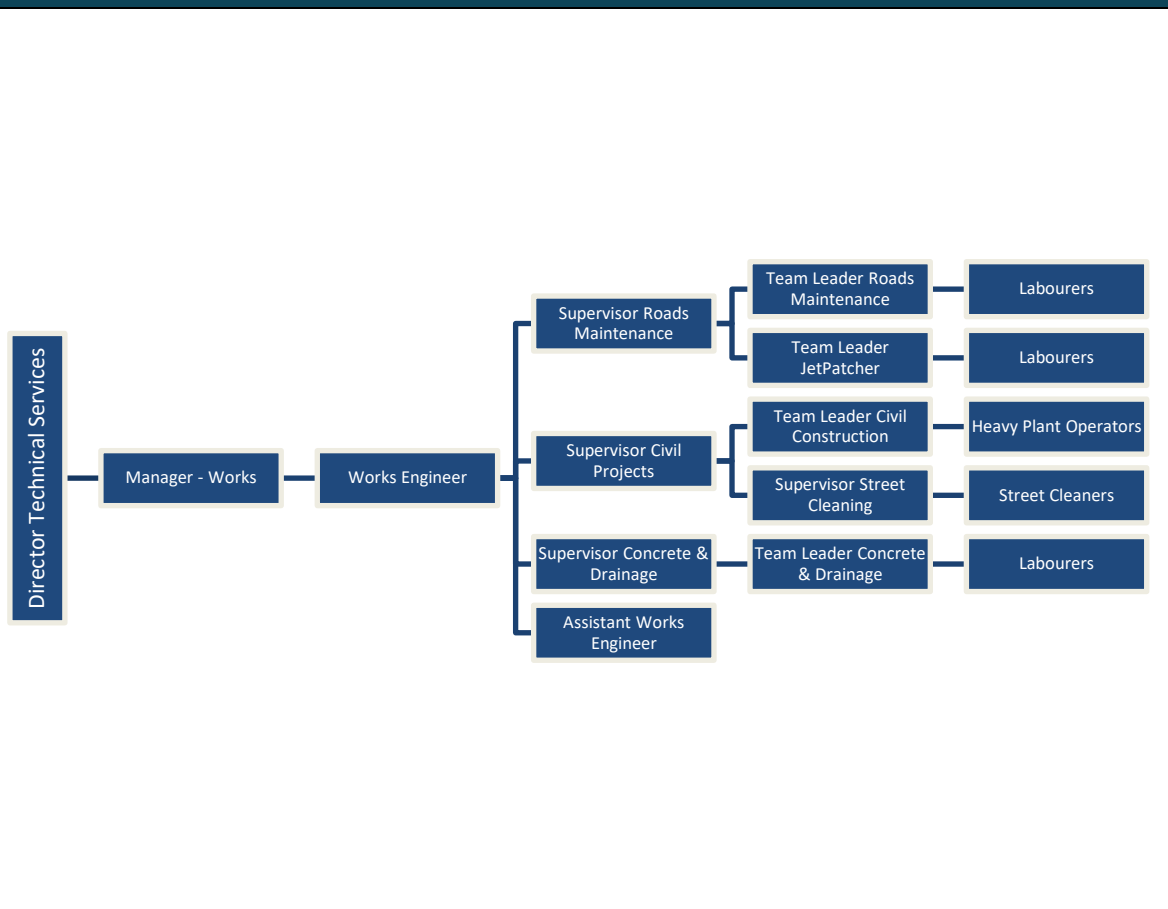 Director Technical Services
Manager - Works
Works Engineer
Supervisor Roads
Maintenance
Team Leader Roads
Maintenance
Labourers
Team Leader
JetPatcher
Labourers
Supervisor Civil
Projects
Team Leader Civil
Construction
Heavy Plant Operators
Supervisor Street
Cleaning
Street Cleaners
Supervisor Concrete &
Drainage
Team Leader Concrete
& Drainage
Labourers
Assistant Works
Engineer